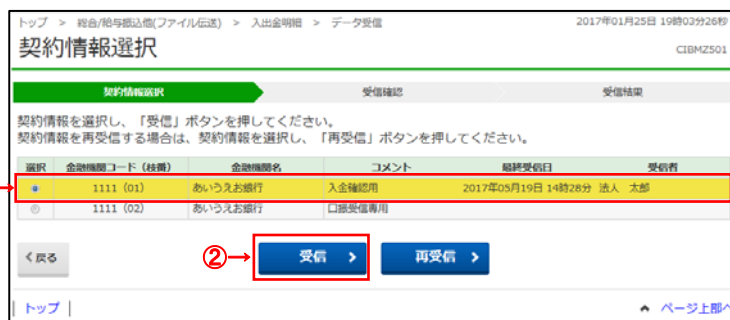 トップ > 総合/給与振込他(ファイル伝送) > 入出金明細 > データ受信 2017年01月25日 19時03分26秒
契約情報選択 CIBMZ501
契約情報選択 受信確認 受信結果
契約情報を選択し、「受信」ボタンを押してください。
契約情報を再受信する場合は、契約情報を選択し、「再受信」ボタンを押してください。
選択 金融機関コード（枝番） 金融機関名 コメント 最終受信日 受信者
1111（01） あいうえお銀行 入金確認用 2017年05月19日 14時28分 法人 太郎
1111（02） あいうえお銀行 口振受信専用
戻る ② 受信 再受信
トップ ページ上部へ